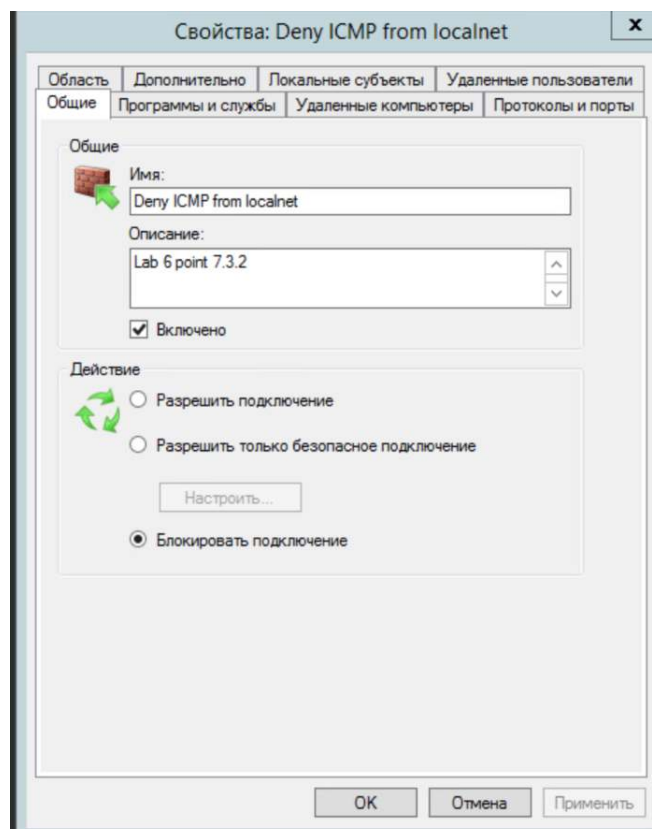 Свойства: Deny ICMP from localnet
x
Область Дополнительно Локальные субъекты Удаленные пользователи
Общие Программы и службы Удаленные компьютеры Протоколы и порты
Общие
Имя:
Deny ICMP from localnet
Описание:
Lab 6 point 7.3.2
Включено
Действие
Разрешить подключение
Разрешить только безопасное подключение
Настроить...
Блокировать подключение
OK Отмена Применить